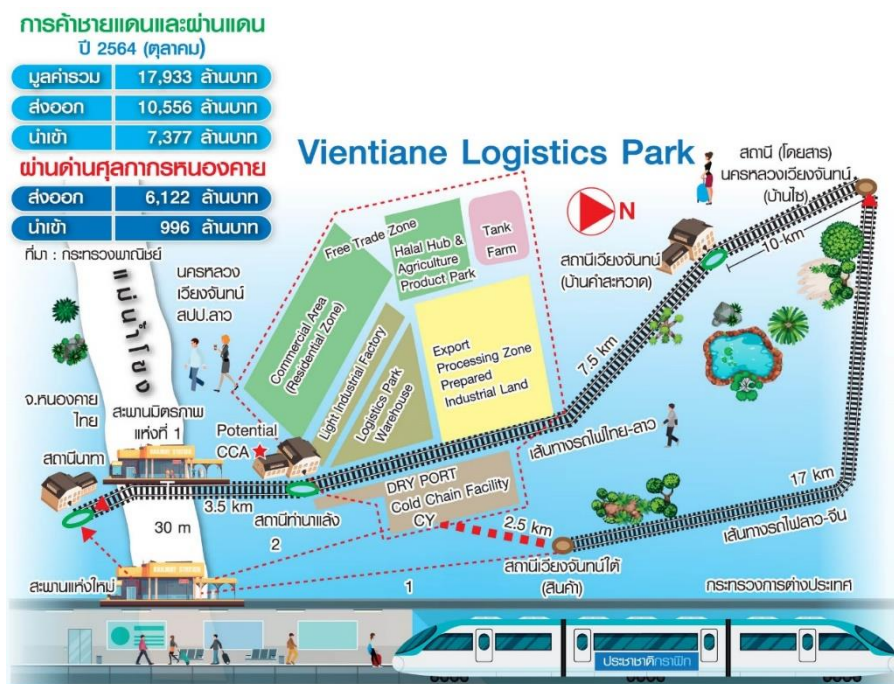 การค้าชายแดนและผ่านแดน
ปี 2564 (ตุลาคม)
มูลค่ารวม 17,933 ล้านบาท
ส่งออก 10,556 ล้านบาท
นำเข้า 7,377 ล้านบาท
ผ่านด่านศุลกากรหนองคาย
ส่งออก 6,122 ล้านบาท
นำเข้า 996 ล้านบาท
ที่มา : กระทรวงพาณิชย์
Vientiane Logistics Park
N
สถานี (โดยสาร)
นครหลวงเวียงจันทน์
(บ้านไซ)
10 km
สถานีเวียงจันทน์
(บ้านคำสะหวาด)
แม่น้ำโขง
นครหลวง
เวียงจันทน์
สปป.ลาว
Free Trade Zone
Halal Hub &
Agriculture
Product Park
Tank
Farm
Commercial Area
(Residential Zone)
Light Industrial Factory
Logistics Park
Warehouse
Export
Processing Zone
Prepared
Industrial Land
7.5 km
เส้นทางรถไฟไทย-ลาว
จ.หนองคาย
ไทย
สะพานมิตรภาพ
แห่งที่ 1
Potential
CCA
สถานีนาทา
3.5 km
สถานีท่านาแล้ง
DRY PORT
Cold Chain Facility
CY
2.5 km
17 km
เส้นทางรถไฟลาว-จีน
30 m
2
สถานีเวียงจันทน์ใต้
(สินค้า)
สะพานแห่งใหม่
1
กระทรวงการต่างประเทศ
ประชาชาติกราฟิก